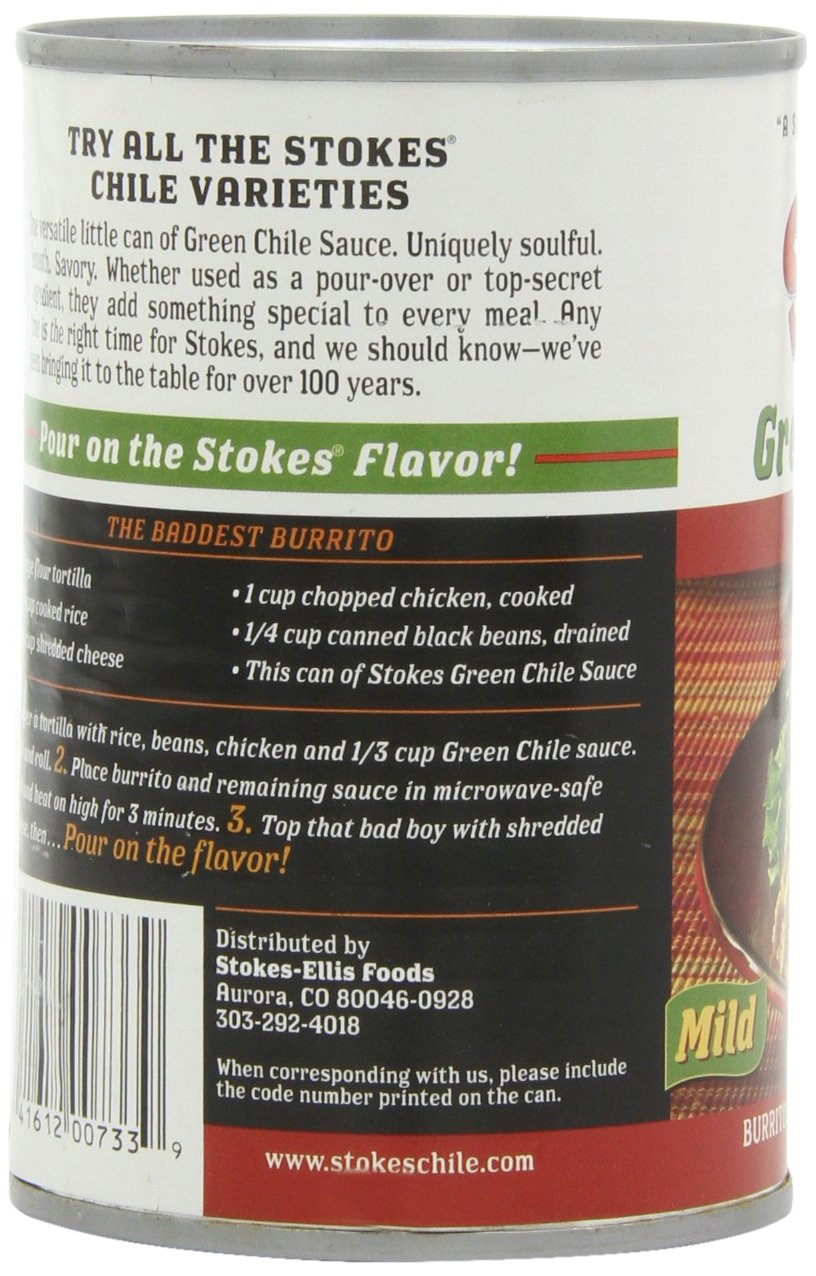 TRY ALL THE STOKES®
CHILE VARIETIES
versatile little can of Green Chile Sauce. Uniquely soulful.
Savory. Whether used as a pour-over or top-secret
they add something special to every meal. Any
is the right time for Stokes, and we should know—we've
bringing it to the table for over 100 years.
Pour on the Stokes® Flavor!
THE BADDEST BURRITO
flour tortilla
cooked rice
shredded cheese
• 1 cup chopped chicken, cooked
• 1/4 cup canned black beans, drained
• This can of Stokes Green Chile Sauce
a tortilla with rice, beans, chicken and 1/3 cup Green Chile sauce.
and roll. 2. Place burrito and remaining sauce in microwave-safe
heat on high for 3 minutes. 3. Top that bad boy with shredded
then... Pour on the flavor!
Distributed by
Stokes-Ellis Foods
Aurora, CO 80046-0928
303-292-4018
When corresponding with us, please include
the code number printed on the can.
41612 00733 9
www.stokeschile.com
"A S
Gr
Mild
BURRITO